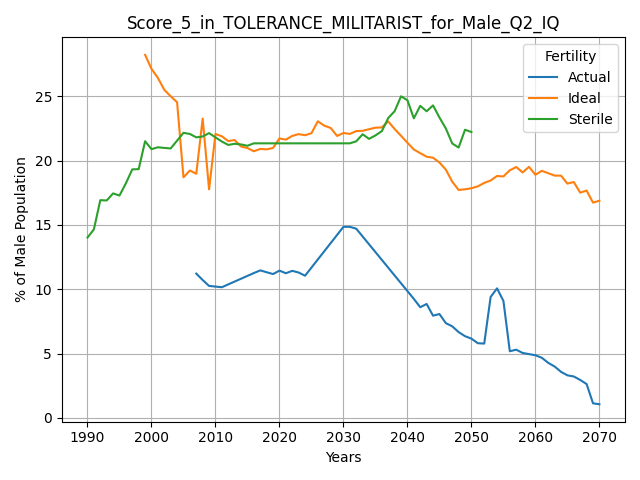 Score_5_in_TOLERANCE_MILITARIST_for_Male_Q2_IQ
Fertility
Actual
Ideal
Sterile
% of Male Population
25
20
15
10
5
0
1990 2000 2010 2020 2030 2040 2050 2060 2070
Years